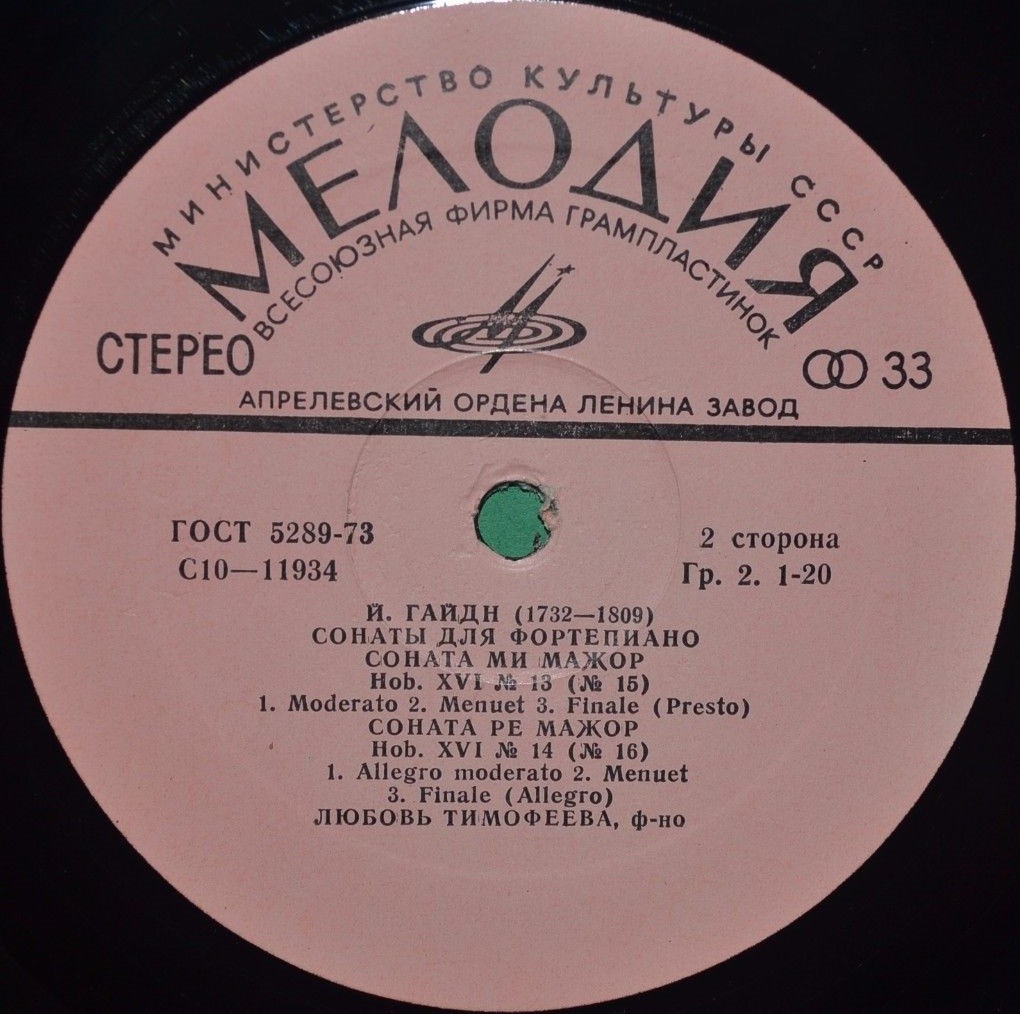 МИНИСТЕРСТВО КУЛЬТУРЫ СССР
МЕЛОДИЯ
ВСЕСОЮЗНАЯ ФИРМА ГРАМПЛАСТИНОК
СТЕРЕО
33
АПРЕЛЕВСКИЙ ОРДЕНА ЛЕНИНА ЗАВОД
ГОСТ 5289-73
2 сторона
С10—11934
Гр. 2. 1-20
Й. ГАЙДН (1732—1809)
СОНАТЫ ДЛЯ ФОРТЕПИАНО
СОНАТА МИ МАЖОР
Hob. XVI № 13 (№ 15)
1. Moderato 2. Menuet 3. Finale (Presto)
СОНАТА РЕ МАЖОР
Hob. XVI № 14 (№ 16)
1. Allegro moderato 2. Menuet
3. Finale (Allegro)
ЛЮБОВЬ ТИМОФЕЕВА, ф-но